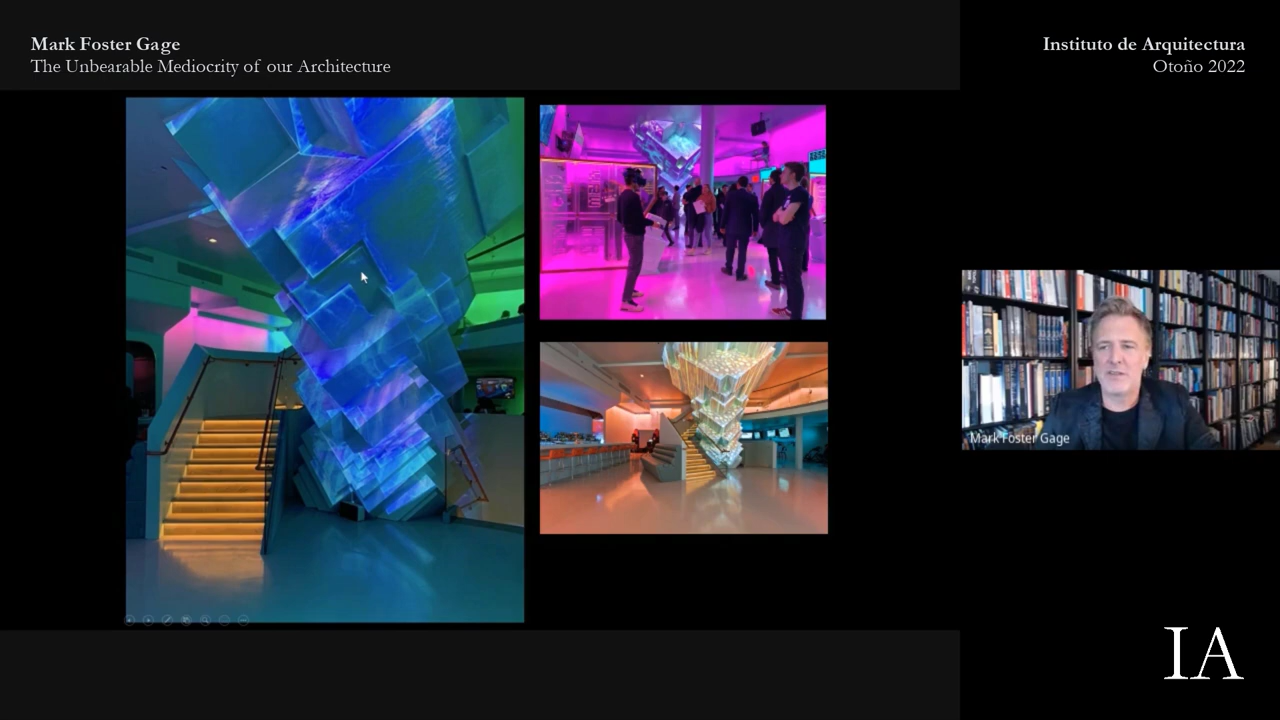 Mark Foster Gage
The Unbearable Mediocrity of our Architecture
Instituto de Arquitectura
Otoño 2022
Mark Foster Gage
IA